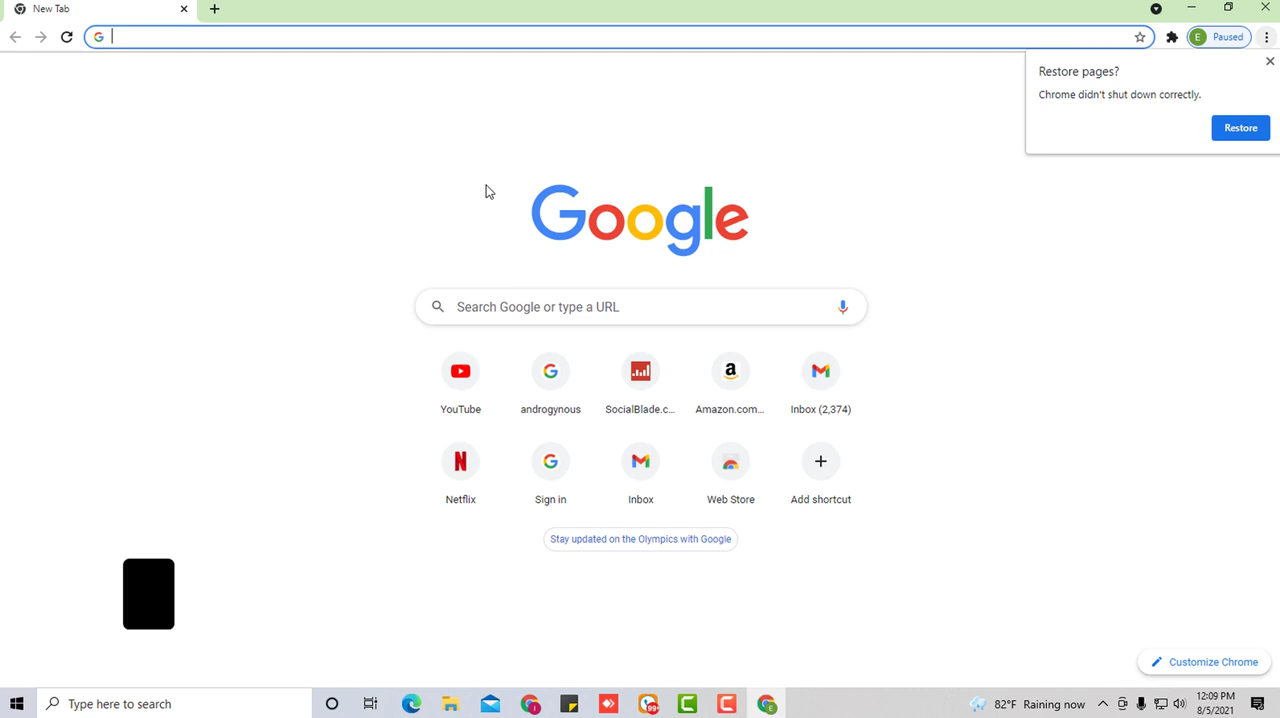 New Tab
E
Paused
Restore pages?
Chrome didn't shut down correctly.
Restore
Google
Search Google or type a URL
YouTube
androgynous
SocialBlade.c...
Amazon.com...
Inbox (2,374)
Netflix
Sign in
Inbox
Web Store
Add shortcut
Stay updated on the Olympics with Google
Customize Chrome
Type here to search
99+
82°F Raining now
12:09 PM
8/5/2021